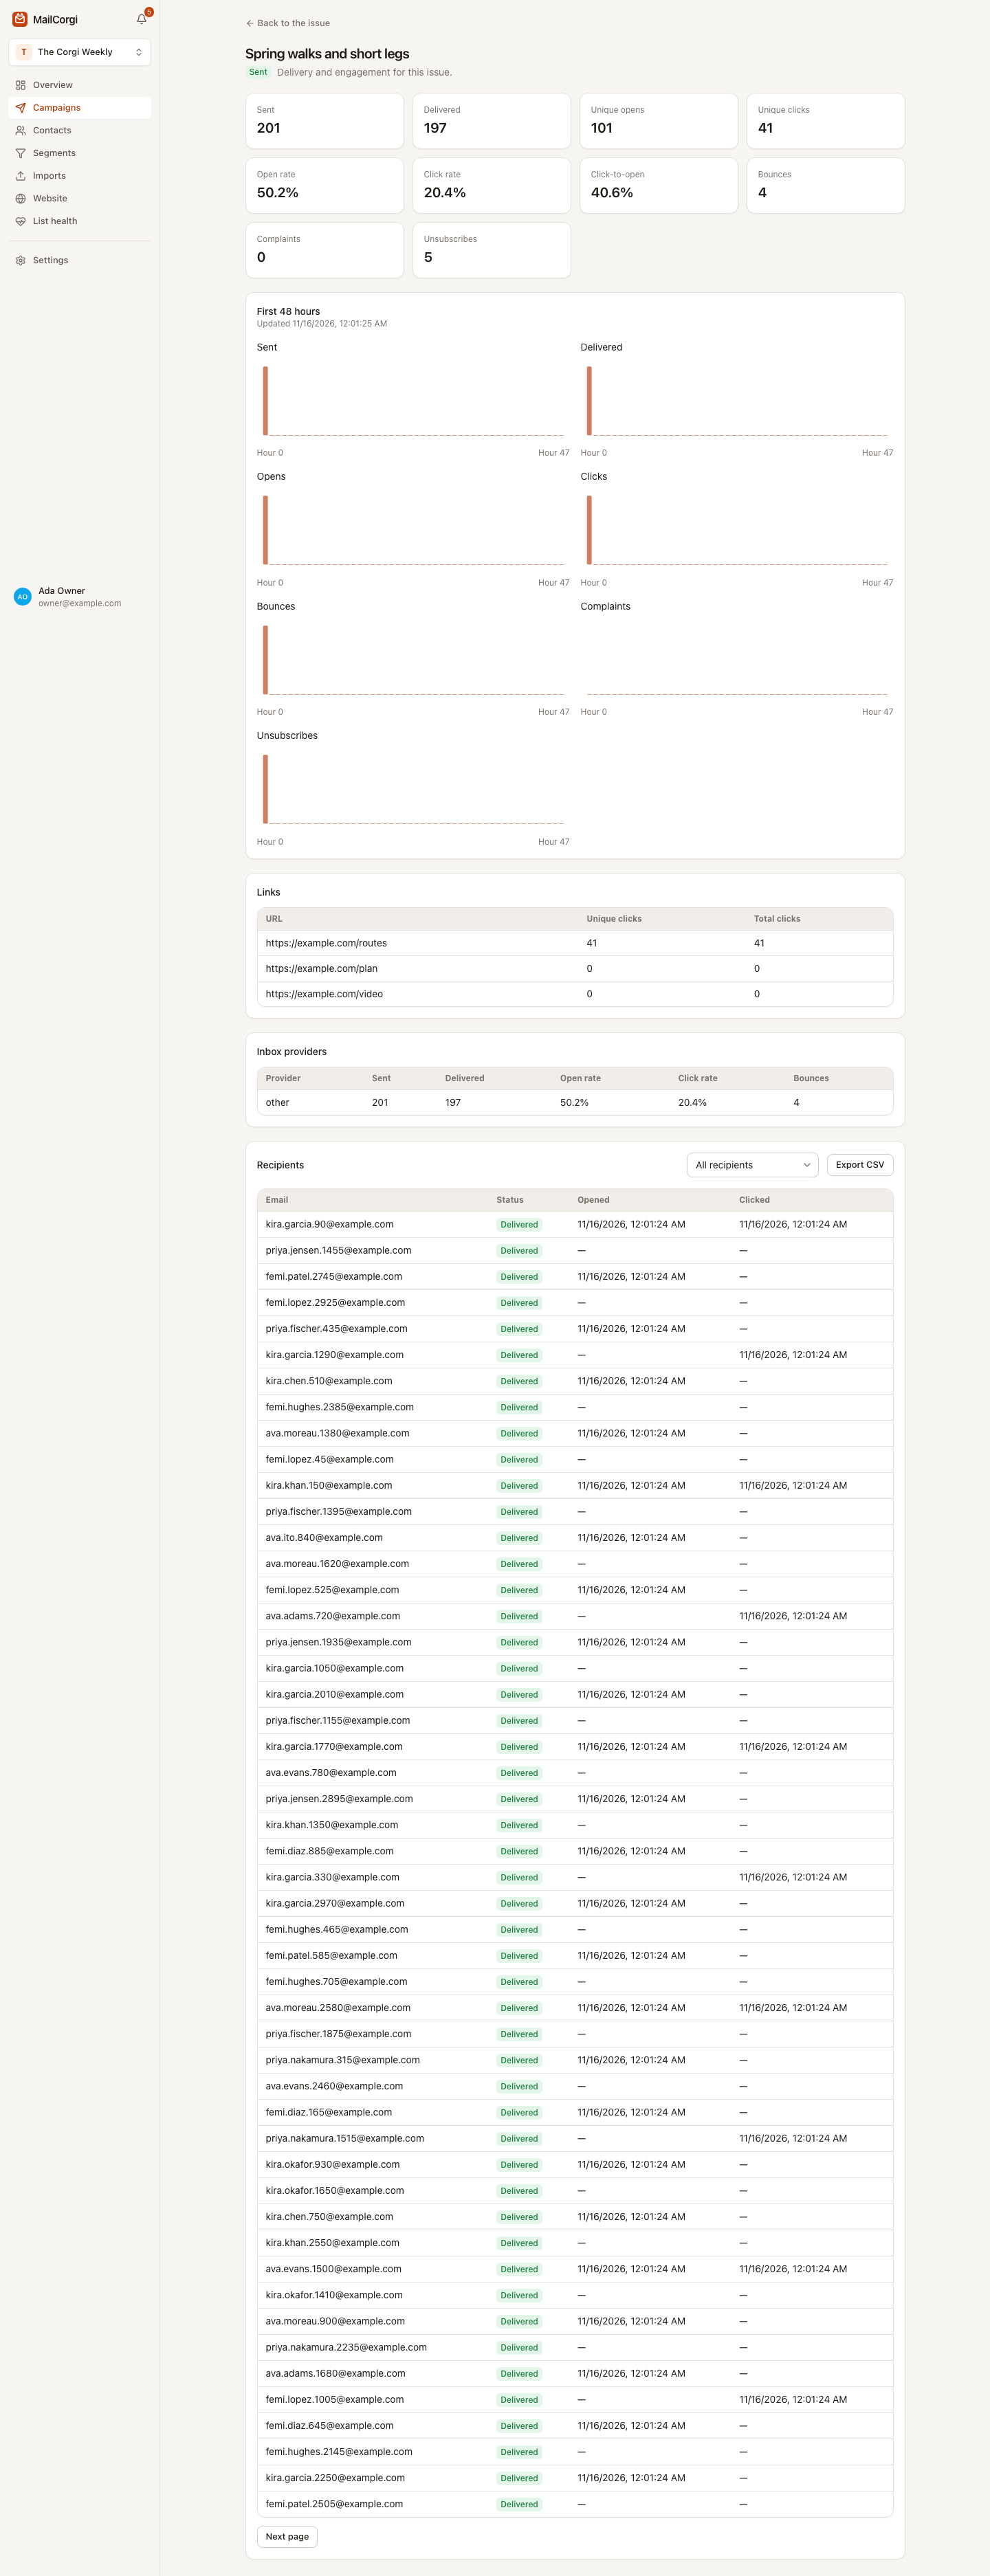 MailCorgi
5
T The Corgi Weekly
Overview
Campaigns
Contacts
Segments
Imports
Website
List health
Settings
AO
Ada Owner
owner@example.com
← Back to the issue
Spring walks and short legs
Sent Delivery and engagement for this issue.
Sent
201
Delivered
197
Unique opens
101
Unique clicks
41
Open rate
50.2%
Click rate
20.4%
Click-to-open
40.6%
Bounces
4
Complaints
0
Unsubscribes
5
First 48 hours
Updated 11/16/2026, 12:01:25 AM
Sent
Hour 0 Hour 47
Delivered
Hour 0 Hour 47
Opens
Hour 0 Hour 47
Clicks
Hour 0 Hour 47
Bounces
Hour 0 Hour 47
Complaints
Hour 0 Hour 47
Unsubscribes
Hour 0 Hour 47
Links
URL Unique clicks Total clicks
https://example.com/routes 41 41
https://example.com/plan 0 0
https://example.com/video 0 0
Inbox providers
Provider Sent Delivered Open rate Click rate Bounces
other 201 197 50.2% 20.4% 4
Recipients All recipients Export CSV
Email Status Opened Clicked
kira.garcia.90@example.com Delivered 11/16/2026, 12:01:24 AM 11/16/2026, 12:01:24 AM
priya.jensen.1455@example.com Delivered — —
femi.patel.2745@example.com Delivered 11/16/2026, 12:01:24 AM —
femi.lopez.2925@example.com Delivered — —
priya.fischer.435@example.com Delivered 11/16/2026, 12:01:24 AM —
kira.garcia.1290@example.com Delivered — 11/16/2026, 12:01:24 AM
kira.chen.510@example.com Delivered 11/16/2026, 12:01:24 AM —
femi.hughes.2385@example.com Delivered — —
ava.moreau.1380@example.com Delivered 11/16/2026, 12:01:24 AM —
femi.lopez.45@example.com Delivered — —
kira.khan.150@example.com Delivered 11/16/2026, 12:01:24 AM 11/16/2026, 12:01:24 AM
priya.fischer.1395@example.com Delivered — —
ava.ito.840@example.com Delivered 11/16/2026, 12:01:24 AM —
ava.moreau.1620@example.com Delivered — —
femi.lopez.525@example.com Delivered 11/16/2026, 12:01:24 AM —
ava.adams.720@example.com Delivered — 11/16/2026, 12:01:24 AM
priya.jensen.1935@example.com Delivered 11/16/2026, 12:01:24 AM —
kira.garcia.1050@example.com Delivered — —
kira.garcia.2010@example.com Delivered 11/16/2026, 12:01:24 AM —
priya.fischer.1155@example.com Delivered — —
kira.garcia.1770@example.com Delivered 11/16/2026, 12:01:24 AM 11/16/2026, 12:01:24 AM
ava.evans.780@example.com Delivered — —
priya.jensen.2895@example.com Delivered 11/16/2026, 12:01:24 AM —
kira.khan.1350@example.com Delivered — —
femi.diaz.885@example.com Delivered 11/16/2026, 12:01:24 AM —
kira.garcia.330@example.com Delivered — 11/16/2026, 12:01:24 AM
kira.garcia.2970@example.com Delivered 11/16/2026, 12:01:24 AM —
femi.hughes.465@example.com Delivered — —
femi.patel.585@example.com Delivered 11/16/2026, 12:01:24 AM —
femi.hughes.705@example.com Delivered — —
ava.moreau.2580@example.com Delivered 11/16/2026, 12:01:24 AM 11/16/2026, 12:01:24 AM
priya.fischer.1875@example.com Delivered — —
priya.nakamura.315@example.com Delivered 11/16/2026, 12:01:24 AM —
ava.evans.2460@example.com Delivered — —
femi.diaz.165@example.com Delivered 11/16/2026, 12:01:24 AM —
priya.nakamura.1515@example.com Delivered — 11/16/2026, 12:01:24 AM
kira.okafor.930@example.com Delivered 11/16/2026, 12:01:24 AM —
kira.okafor.1650@example.com Delivered — —
kira.chen.750@example.com Delivered 11/16/2026, 12:01:24 AM —
kira.khan.2550@example.com Delivered — —
ava.evans.1500@example.com Delivered 11/16/2026, 12:01:24 AM 11/16/2026, 12:01:24 AM
kira.okafor.1410@example.com Delivered — —
ava.moreau.900@example.com Delivered 11/16/2026, 12:01:24 AM —
priya.nakamura.2235@example.com Delivered — —
ava.adams.1680@example.com Delivered 11/16/2026, 12:01:24 AM —
femi.lopez.1005@example.com Delivered — 11/16/2026, 12:01:24 AM
femi.diaz.645@example.com Delivered 11/16/2026, 12:01:24 AM —
femi.hughes.2145@example.com Delivered — —
kira.garcia.2250@example.com Delivered 11/16/2026, 12:01:24 AM —
femi.patel.2505@example.com Delivered — —
Next page